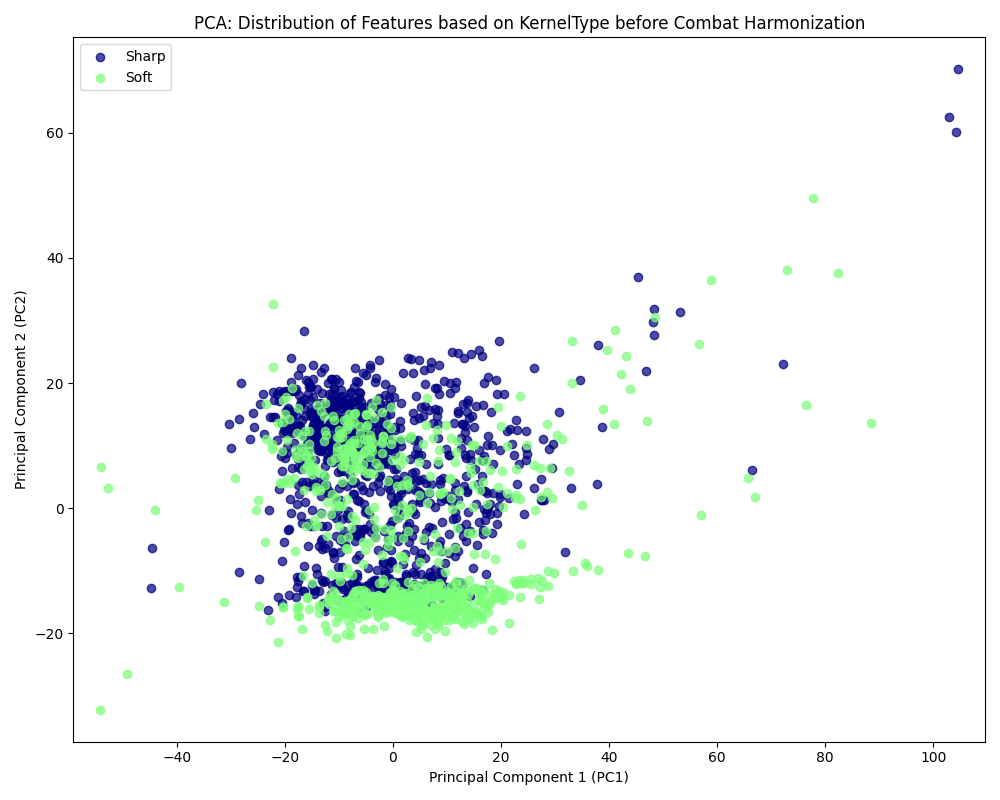 PCA: Distribution of Features based on KernelType before Combat Harmonization
Sharp
Soft
Principal Component 2 (PC2)
60
40
20
0
−20
−40
−20
0
20
40
60
80
100
Principal Component 1 (PC1)